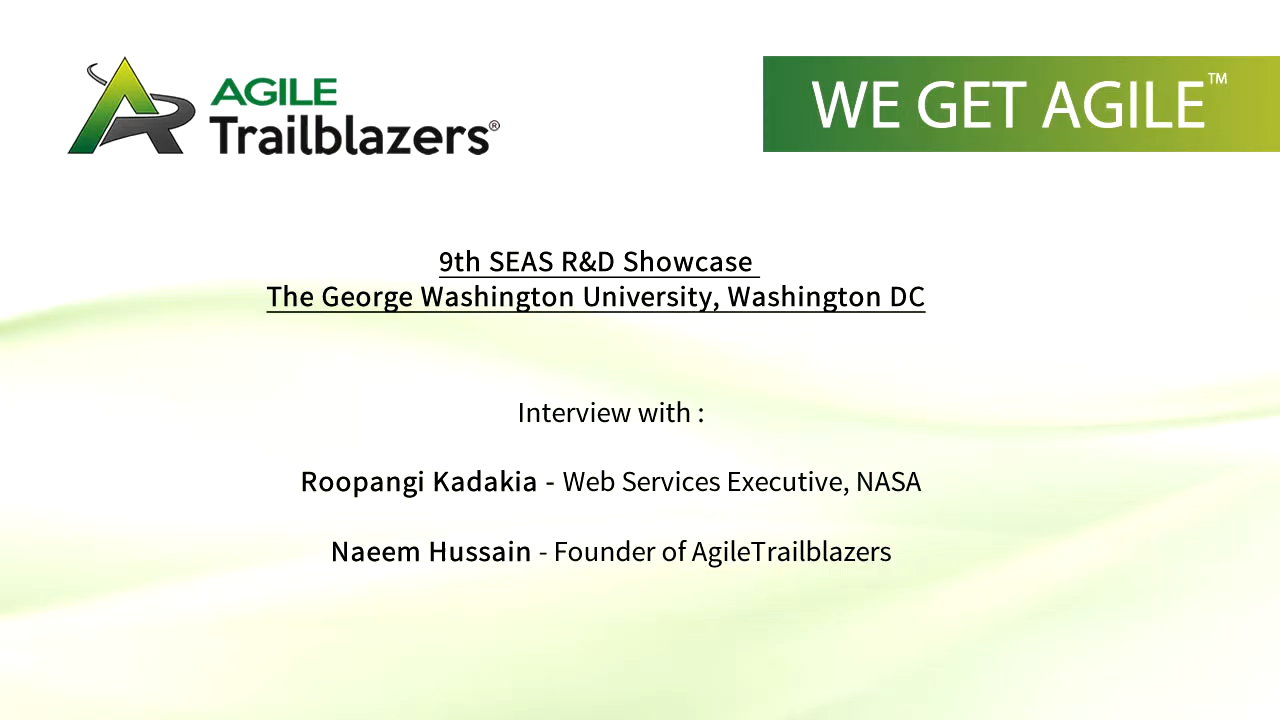 AGILE
Trailblazers®
WE GET AGILE™
9th SEAS R&D Showcase
The George Washington University, Washington DC
Interview with :
Roopangi Kadakia - Web Services Executive, NASA
Naeem Hussain - Founder of AgileTrailblazers